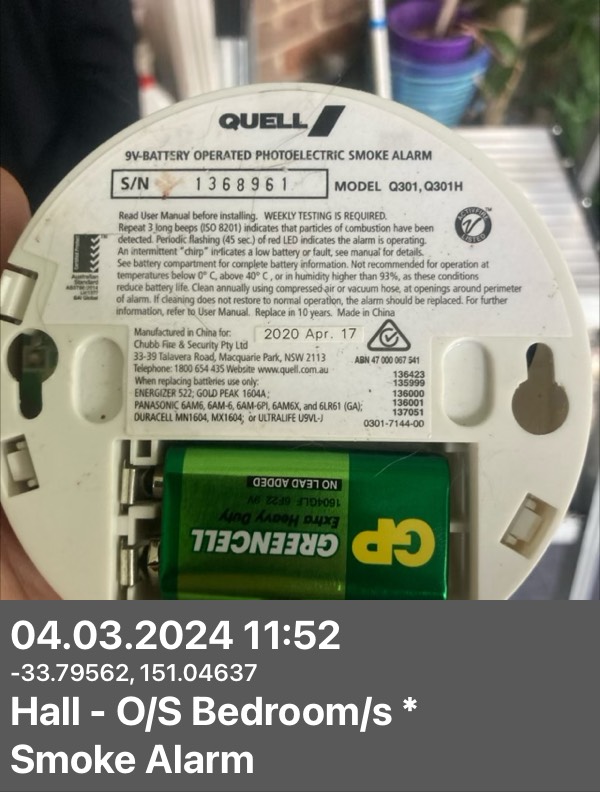 QUELL
9V-BATTERY OPERATED PHOTOELECTRIC SMOKE ALARM
S/N 1368961 MODEL Q301, Q301H
Read User Manual before installing. WEEKLY TESTING IS REQUIRED.
Repeat 3 long beeps (ISO 8201) indicates that particles of combustion have been
detected. Periodic flashing (45 sec.) of red LED indicates the alarm is operating.
An intermittent "chirp" indicates a low battery or fault, see manual for details.
See battery compartment for complete battery information. Not recommended for operation at
temperatures below 0° C, above 40° C, or in humidity higher than 93%, as these conditions
reduce battery life. Clean annually using compressed air or vacuum hose, at openings around perimeter
of alarm. If cleaning does not restore to normal operation, the alarm should be replaced. For further
information, refer to User Manual. Replace in 10 years. Made in China
Australian
Standard
Manufactured in China for: 2020 Apr. 17
Chubb Fire & Security Pty Ltd
33-39 Talavera Road, Macquarie Park, NSW 2113
Telephone: 1800 654 435 Website www.quell.com.au
When replacing batteries use only:
ENERGIZER 522; GOLD PEAK 1604A;
PANASONIC 6AM6, 6AM-6, 6AM-6PI, 6AM6X, and 6LR61 (GA);
DURACELL MN1604, MX1604; or ULTRALIFE U9VL-J
ABN 47 000 067 541
136423
135999
136000
136001
137051
0301-7144-00
NO LEAD ADDED
1604GLF 6F22 9V
Extra Heavy Duty
GP GREENCELL
04.03.2024 11:52
-33.79562, 151.04637
Hall - O/S Bedroom/s *
Smoke Alarm